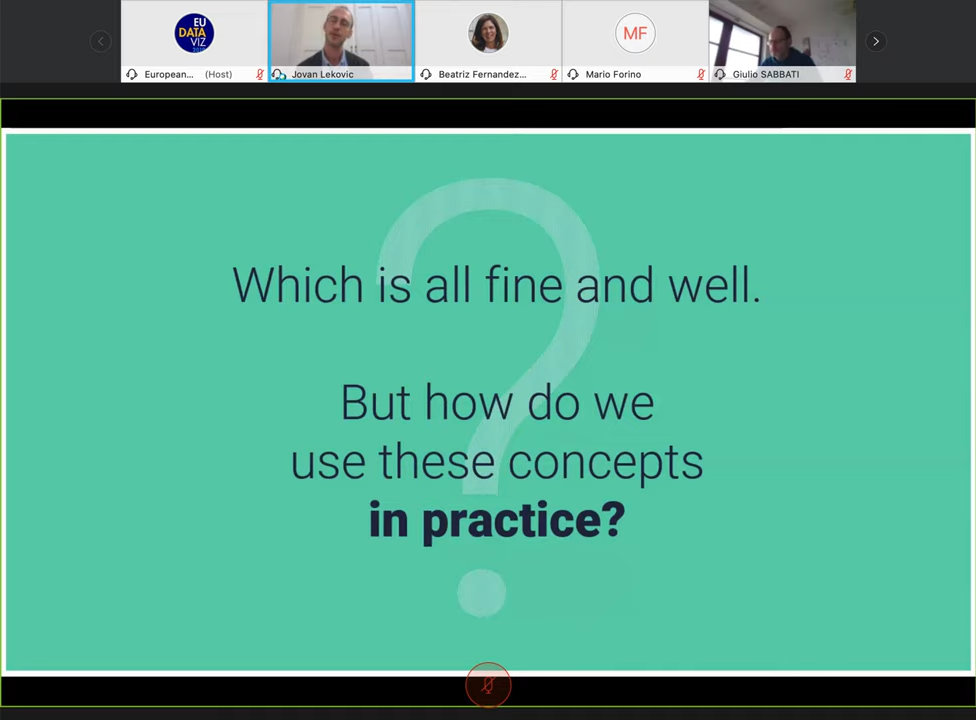 EU
DATA
VIZ
European... (Host)
Jovan Lekovic
Beatriz Fernandez...
MF
Mario Forino
Giulio SABBATI
Which is all fine and well.
But how do we
use these concepts
in practice?